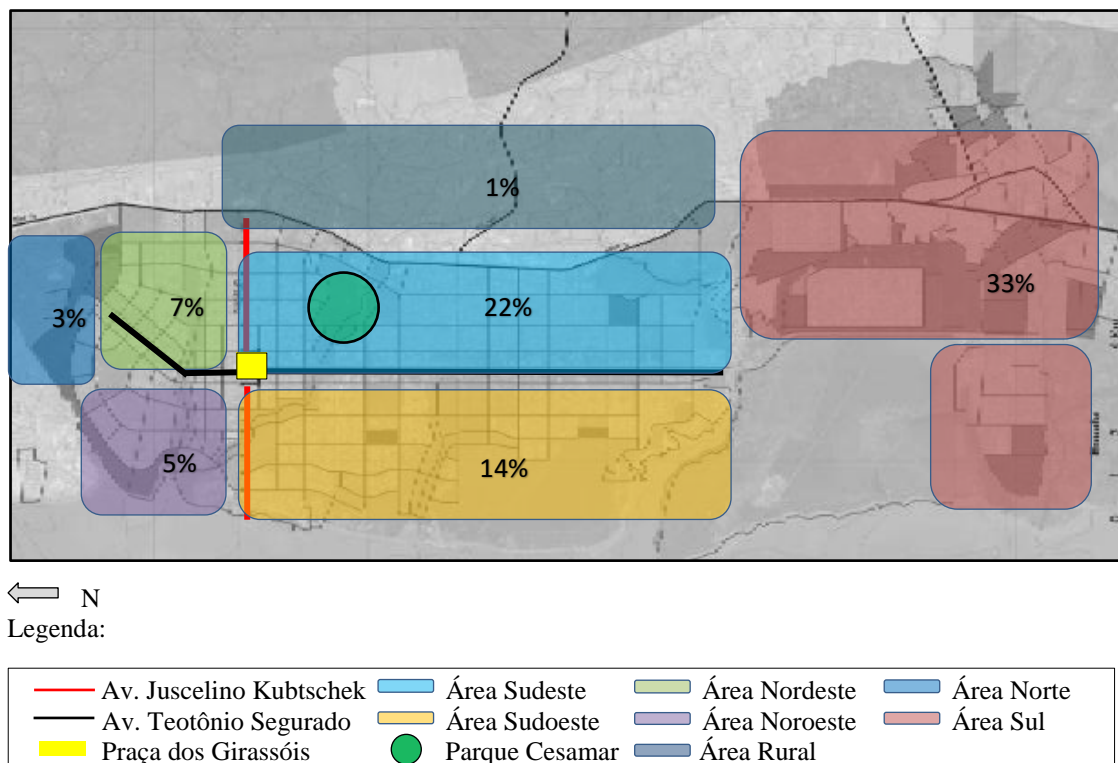 1%
33%
3%
7%
22%
5%
14%
N
Legenda:
Av. Juscelino Kubtschek
Área Sudeste
Área Nordeste
Área Norte
Av. Teotônio Segurado
Área Sudoeste
Área Noroeste
Área Sul
Praça dos Girassóis
Parque Cesamar
Área Rural